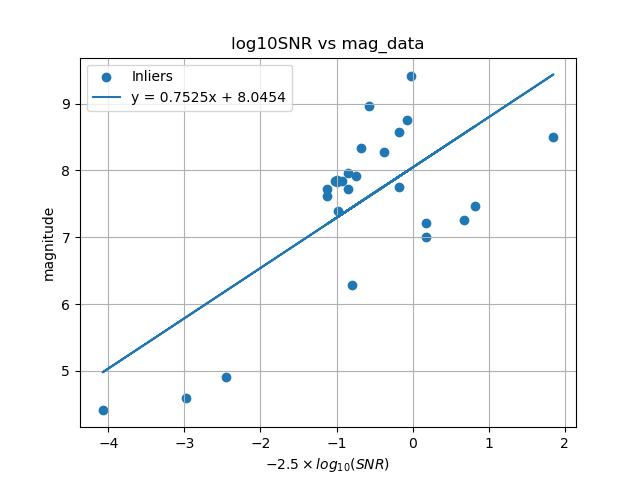 log10SNR vs mag_data
Inliers
y = 0.7525x + 8.0454
9
8
7
6
5
magnitude
−4
−3
−2
−1
0
1
2
−2.5 × log₁₀(SNR)